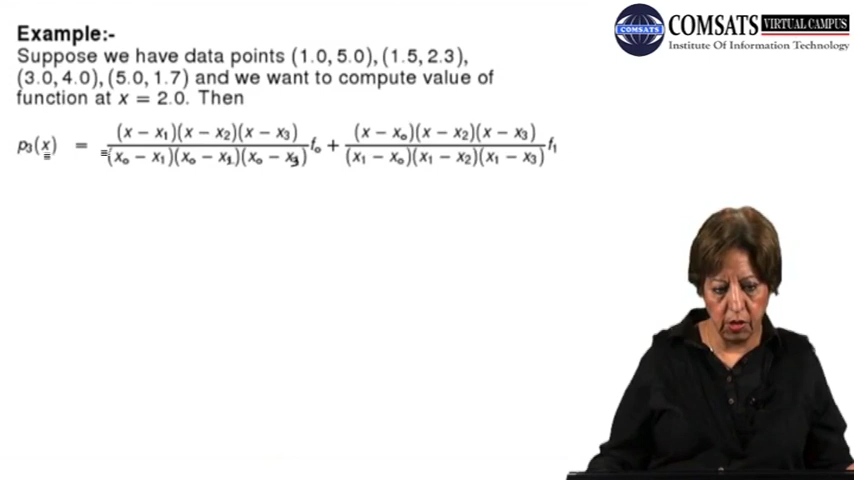 COMSATS VIRTUAL CAMPUS
Institute Of Information Technology
Example:-
Suppose we have data points (1.0, 5.0), (1.5, 2.3),
(3.0, 4.0), (5.0, 1.7) and we want to compute value of
function at x = 2.0. Then
p₃(x) = (x − x₁)(x − x₂)(x − x₃) / (x₀ − x₁)(x₀ − x₁)(x₀ − x₃) f₀ + (x − x₀)(x − x₂)(x − x₃) / (x₁ − x₀)(x₁ − x₂)(x₁ − x₃) f₁